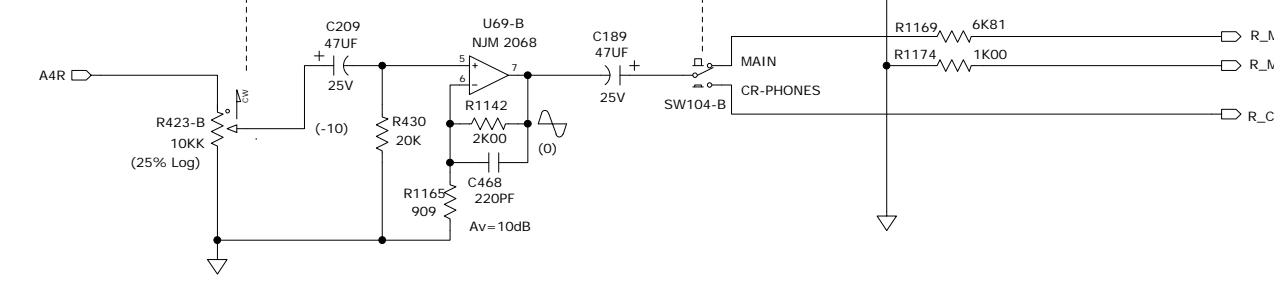 U69-B
NJM 2068
C209
47UF
+
25V
C189
47UF
+
25V
R1169
6K81
R_M
R1174
1K00
R_M
A4R
CW
5
+
7
6
−
MAIN
CR-PHONES
SW104-B
R_C
R423-B
10KK
(25% Log)
(-10)
R430
20K
R1142
2K00
(0)
C468
220PF
R1165
909
Av=10dB